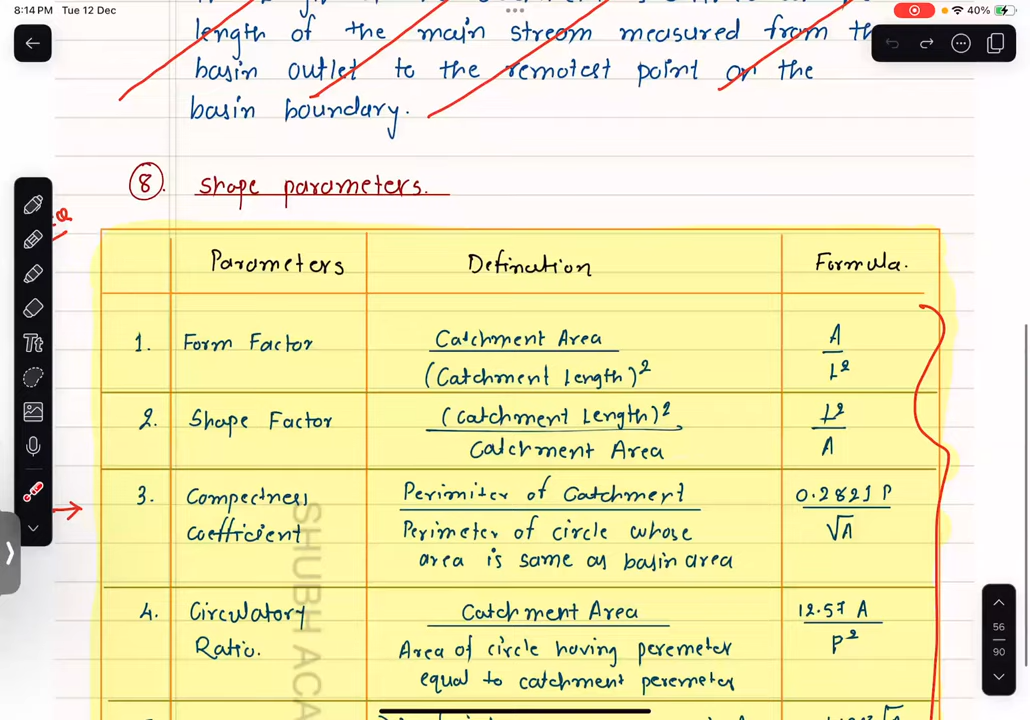 8:14 PM Tue 12 Dec
40%
length of the main stream measured from th
basin outlet to the remotest point on the
basin boundary.
8. Shape parameters.
Parameters Defination Formula.
1. Form Factor Catchment Area / (Catchment Length)² A / L²
2. Shape Factor (Catchment Length)² / Catchment Area L² / A
3. Compectness Perimiter of Catchment 0.2821 P
coefficient Perimeter of circle whose √A
area is same as basin area
4. Circulatory Catchment Area 12.57 A
Ratio. Area of circle having peremeter P²
equal to catchment peremeter
SHUBH ACA
Tt
56
90